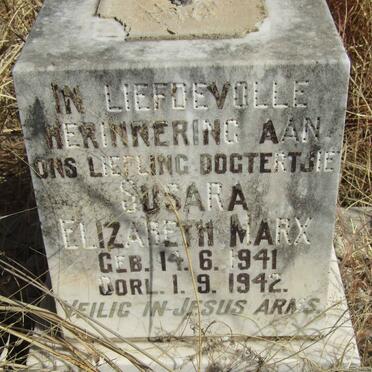 IN LIEFDEVOLLE
HERINNERING AAN
ONS LIEFLING DOGTERTJIE
SUSARA
ELIZABETH MARX
GEB. 14. 6. 1941
OORL. 1. 9. 1942.
VEILIG IN JESUS ARMS.